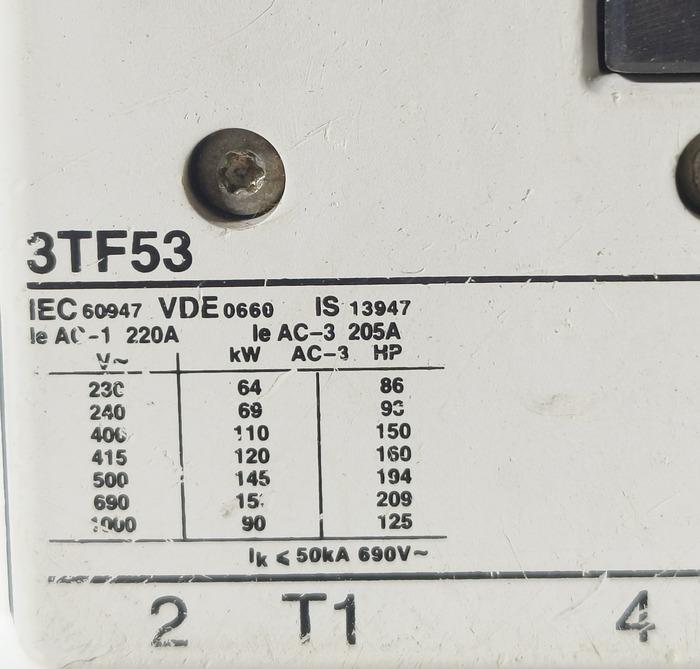 3TF53
IEC 60947 VDE 0660 IS 13947
Ie AC-1 220A Ie AC-3 205A
V~ kW AC-3 HP
230 64 86
240 69 93
400 110 150
415 120 160
500 145 194
690 209
1000 90 125
Ik ≤ 50kA 690V~
2 T1 4